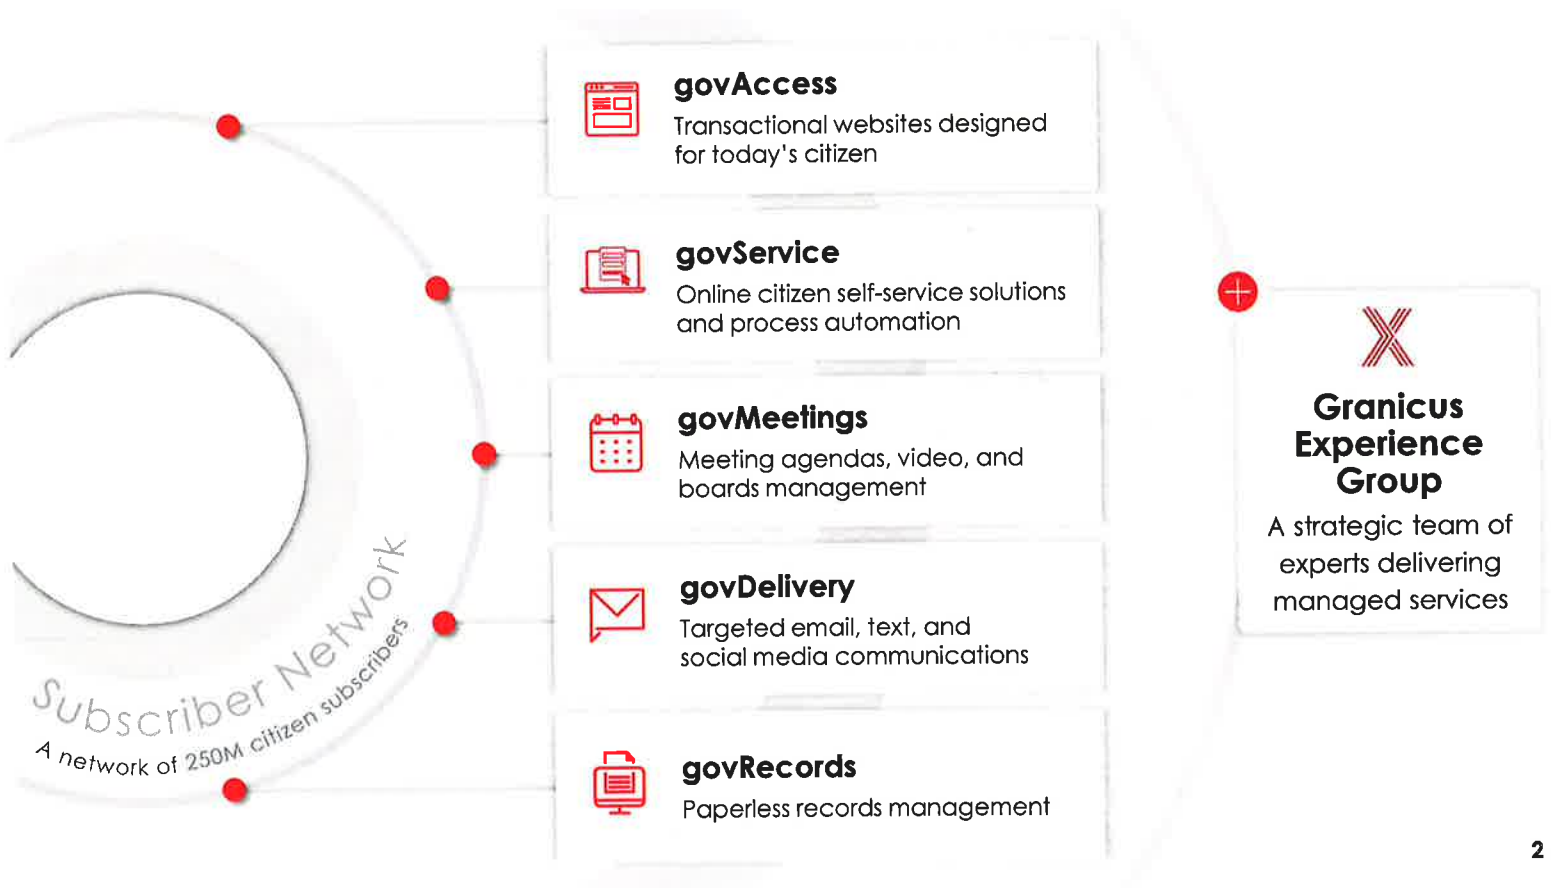 govAccess
Transactional websites designed
for today's citizen
govService
Online citizen self-service solutions
and process automation
govMeetings
Meeting agendas, video, and
boards management
govDelivery
Targeted email, text, and
social media communications
govRecords
Paperless records management
Subscriber Network
A network of 250M citizen subscribers
Granicus
Experience
Group
A strategic team of
experts delivering
managed services
2